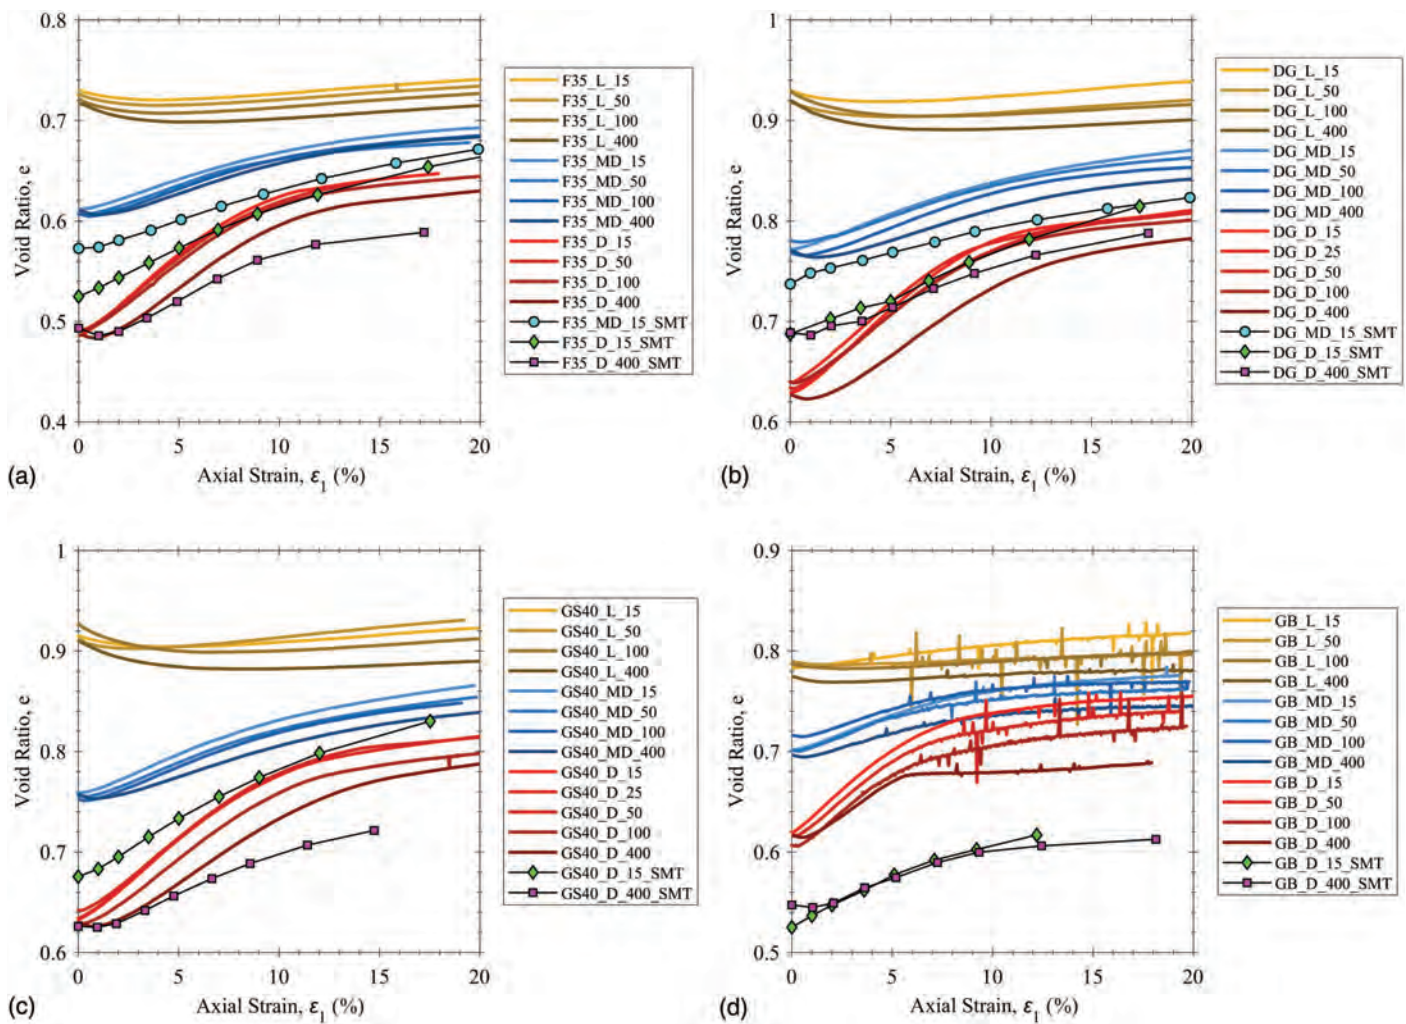 0.8
0.7
0.6
0.5
0.4
Void Ratio, e
0 5 10 15 20
Axial Strain, ε1 (%)
(a)
F35_L_15
F35_L_50
F35_L_100
F35_L_400
F35_MD_15
F35_MD_50
F35_MD_100
F35_MD_400
F35_D_15
F35_D_50
F35_D_100
F35_D_400
F35_MD_15_SMT
F35_D_15_SMT
F35_D_400_SMT
1
0.9
0.8
0.7
0.6
Void Ratio, e
0 5 10 15 20
Axial Strain, ε1 (%)
(b)
DG_L_15
DG_L_50
DG_L_100
DG_L_400
DG_MD_15
DG_MD_50
DG_MD_100
DG_MD_400
DG_D_15
DG_D_25
DG_D_50
DG_D_100
DG_D_400
DG_MD_15_SMT
DG_D_15_SMT
DG_D_400_SMT
1
0.9
0.8
0.7
0.6
Void Ratio, e
0 5 10 15 20
Axial Strain, ε1 (%)
(c)
GS40_L_15
GS40_L_50
GS40_L_100
GS40_L_400
GS40_MD_15
GS40_MD_50
GS40_MD_100
GS40_MD_400
GS40_D_15
GS40_D_25
GS40_D_50
GS40_D_100
GS40_D_400
GS40_D_15_SMT
GS40_D_400_SMT
0.9
0.8
0.7
0.6
0.5
Void Ratio, e
0 5 10 15 20
Axial Strain, ε1 (%)
(d)
GB_L_15
GB_L_50
GB_L_100
GB_L_400
GB_MD_15
GB_MD_50
GB_MD_100
GB_MD_400
GB_D_15
GB_D_50
GB_D_100
GB_D_400
GB_D_15_SMT
GB_D_400_SMT